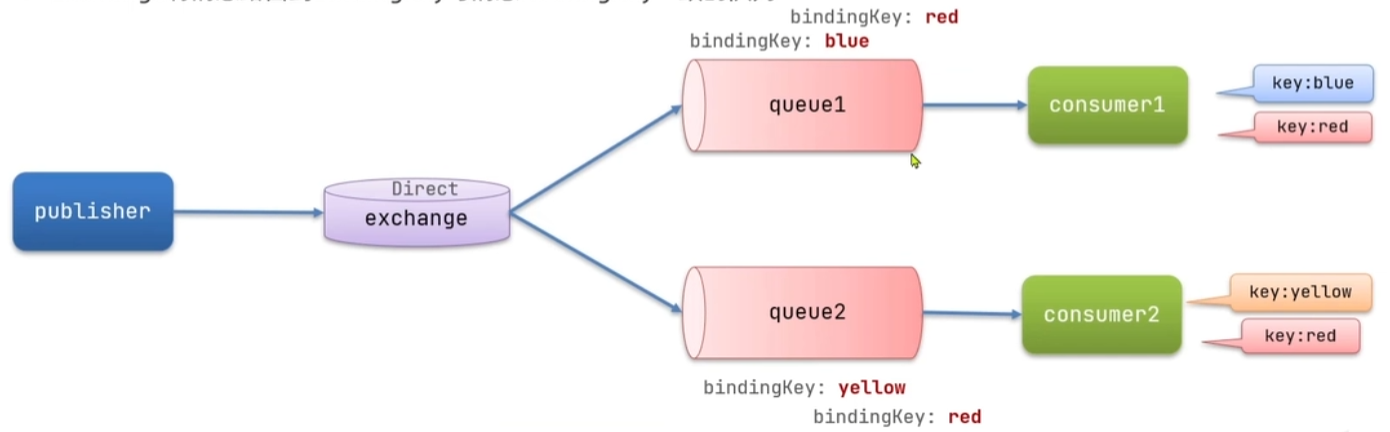 bindingKey: red
bindingKey: blue
queue1
consumer1
key:blue
key:red
publisher
Direct
exchange
queue2
consumer2
key:yellow
key:red
bindingKey: yellow
bindingKey: red